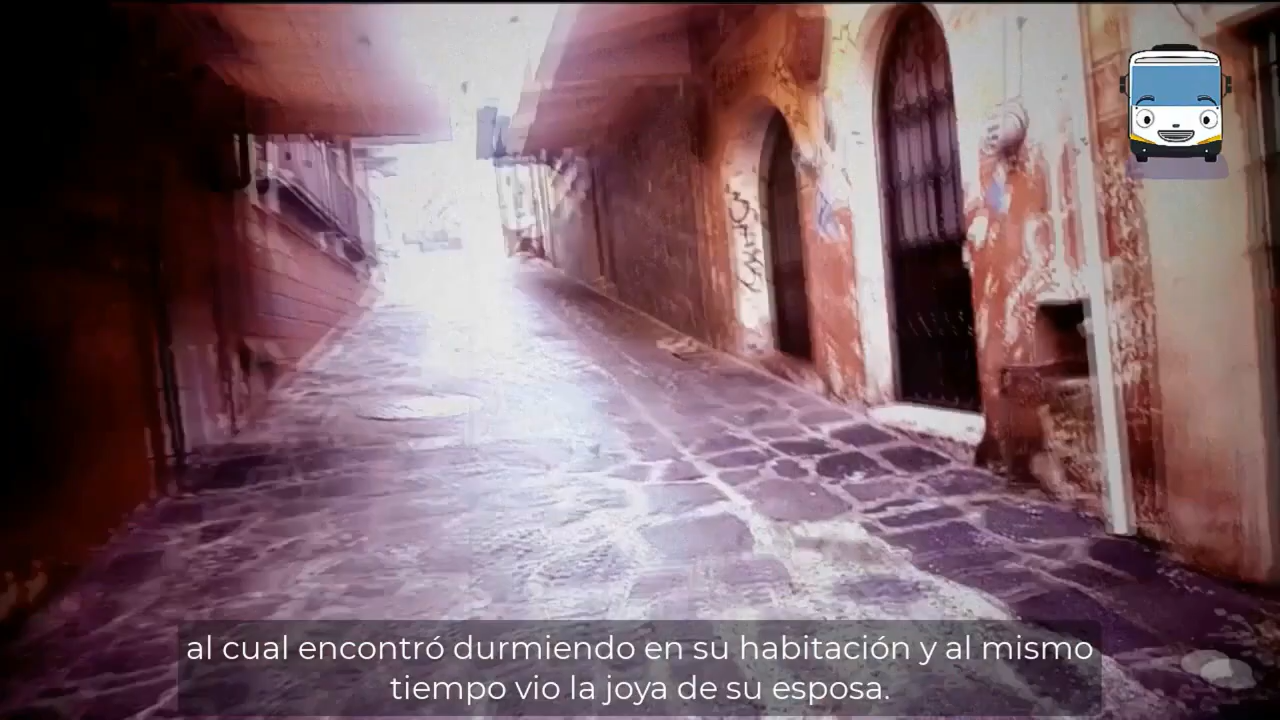 al cual encontró durmiendo en su habitación y al mismo
tiempo vio la joya de su esposa.